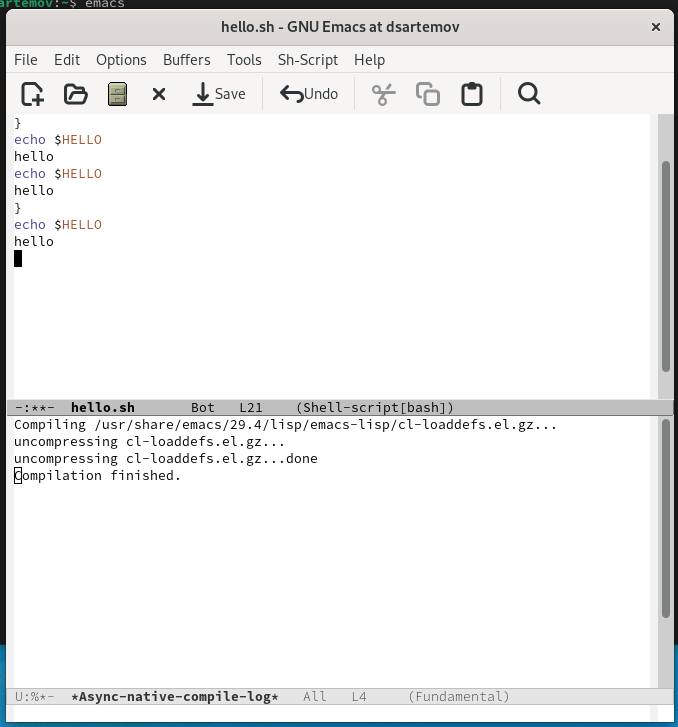 artemov:~$ emacs
hello.sh - GNU Emacs at dsartemov
File Edit Options Buffers Tools Sh-Script Help
Save Undo
}
echo $HELLO
hello
echo $HELLO
hello
}
echo $HELLO
hello
-:**- hello.sh Bot L21 (Shell-script[bash])
Compiling /usr/share/emacs/29.4/lisp/emacs-lisp/cl-loaddefs.el.gz...
uncompressing cl-loaddefs.el.gz...
uncompressing cl-loaddefs.el.gz...done
Compilation finished.
U:%*- *Async-native-compile-log* All L4 (Fundamental)